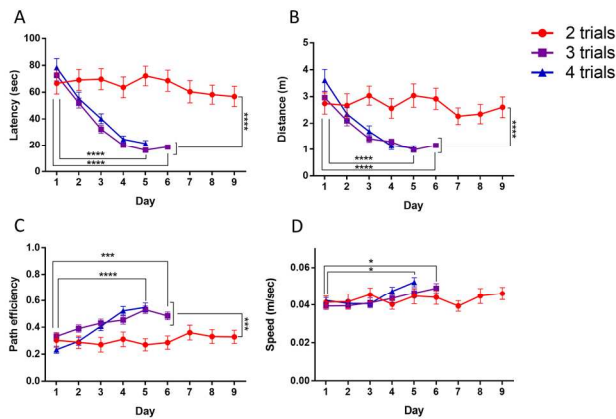 A
Latency (sec)
100
80
60
40
20
0
1 2 3 4 5 6 7 8 9
Day
****
****
****
B
Distance (m)
5
4
3
2
1
0
1 2 3 4 5 6 7 8 9
Day
****
****
****
2 trials
3 trials
4 trials
C
Path efficiency
1.0
0.8
0.6
0.4
0.2
0.0
1 2 3 4 5 6 7 8 9
Day
***
****
***
D
Speed (m/sec)
0.06
0.04
0.02
0.00
1 2 3 4 5 6 7 8 9
Day
*
*